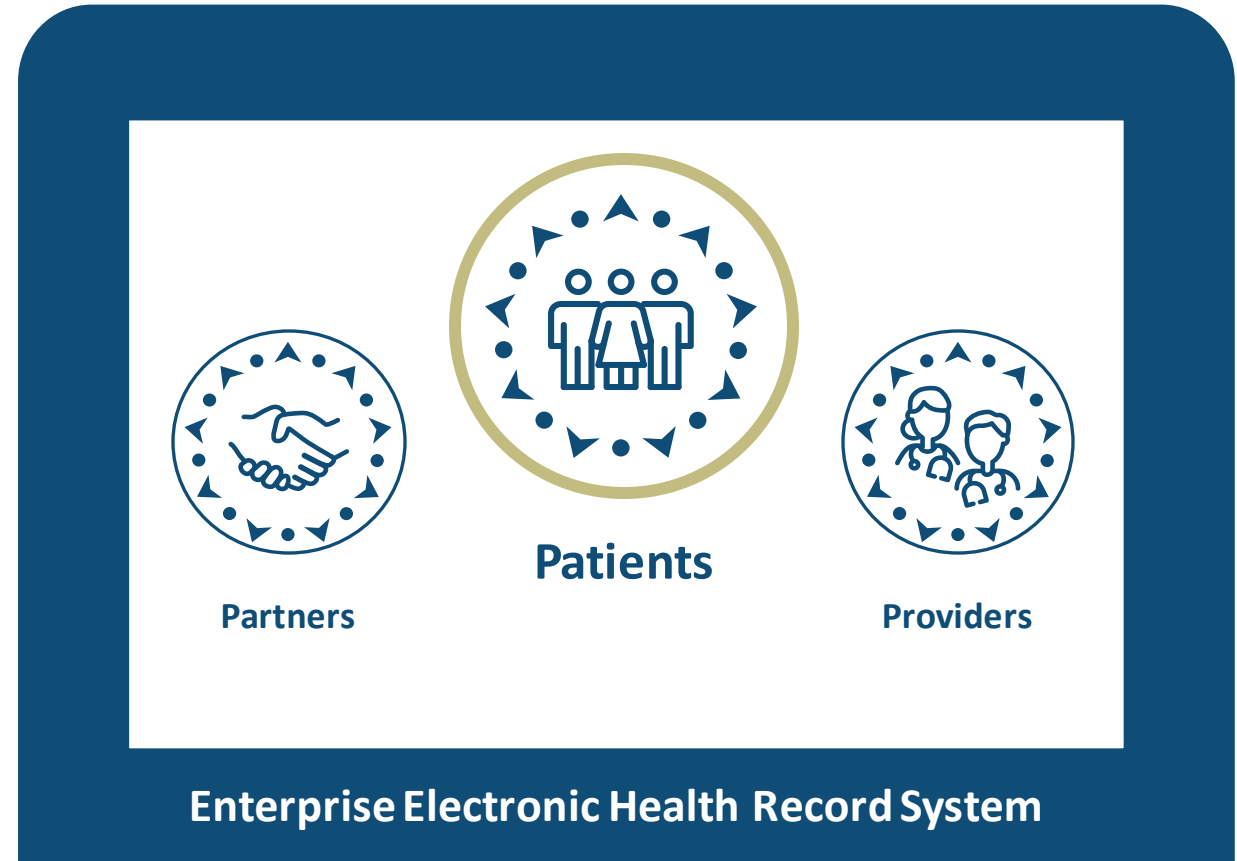 Patients
Partners
Providers
Enterprise Electronic Health Record System